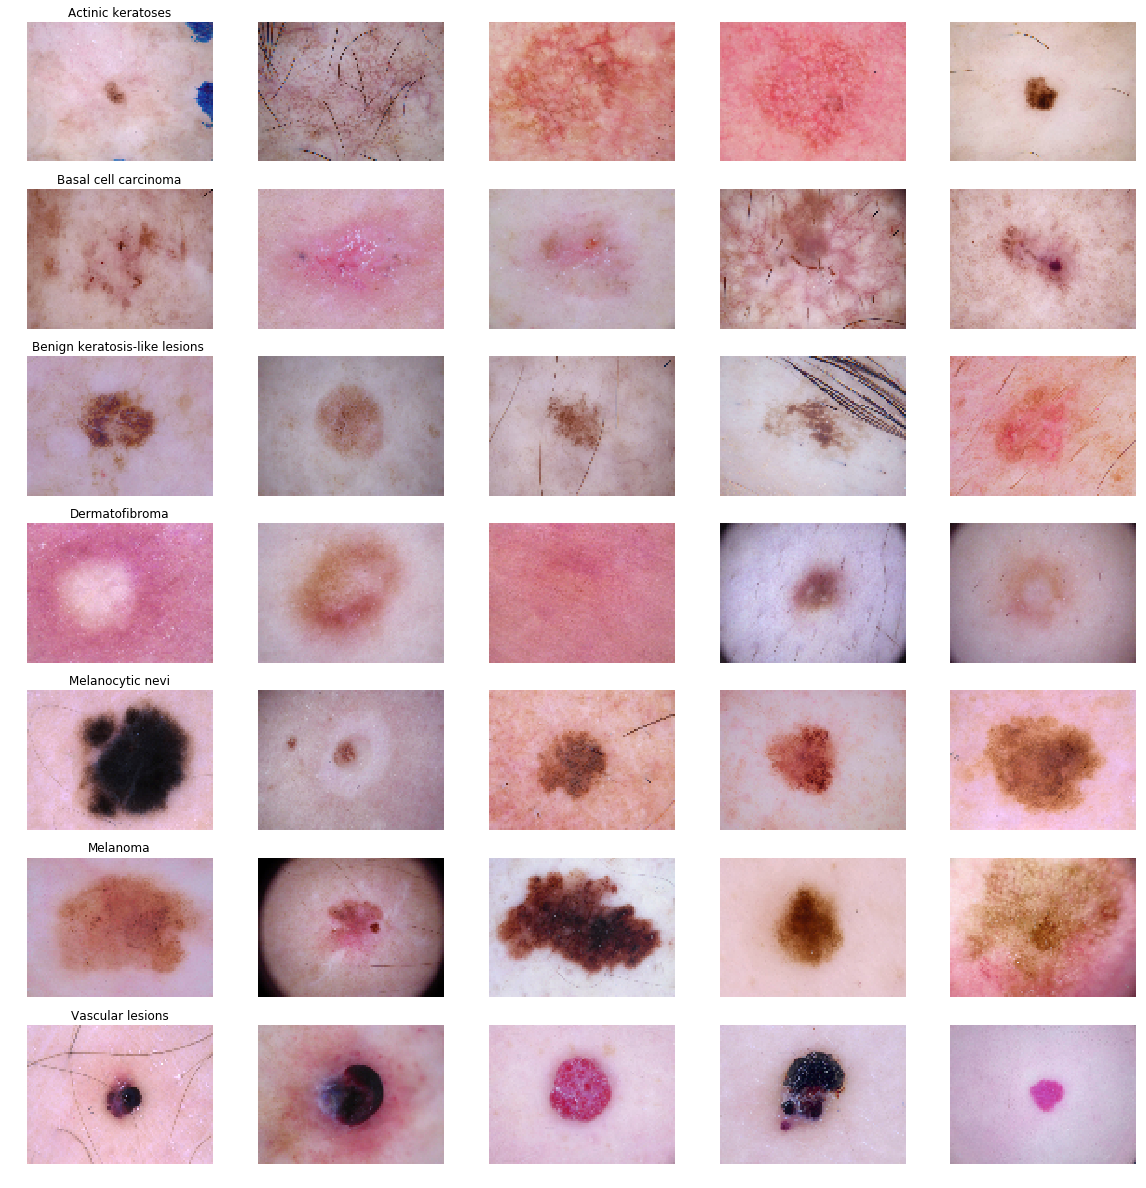 Actinic keratoses
Basal cell carcinoma
Benign keratosis-like lesions
Dermatofibroma
Melanocytic nevi
Melanoma
Vascular lesions